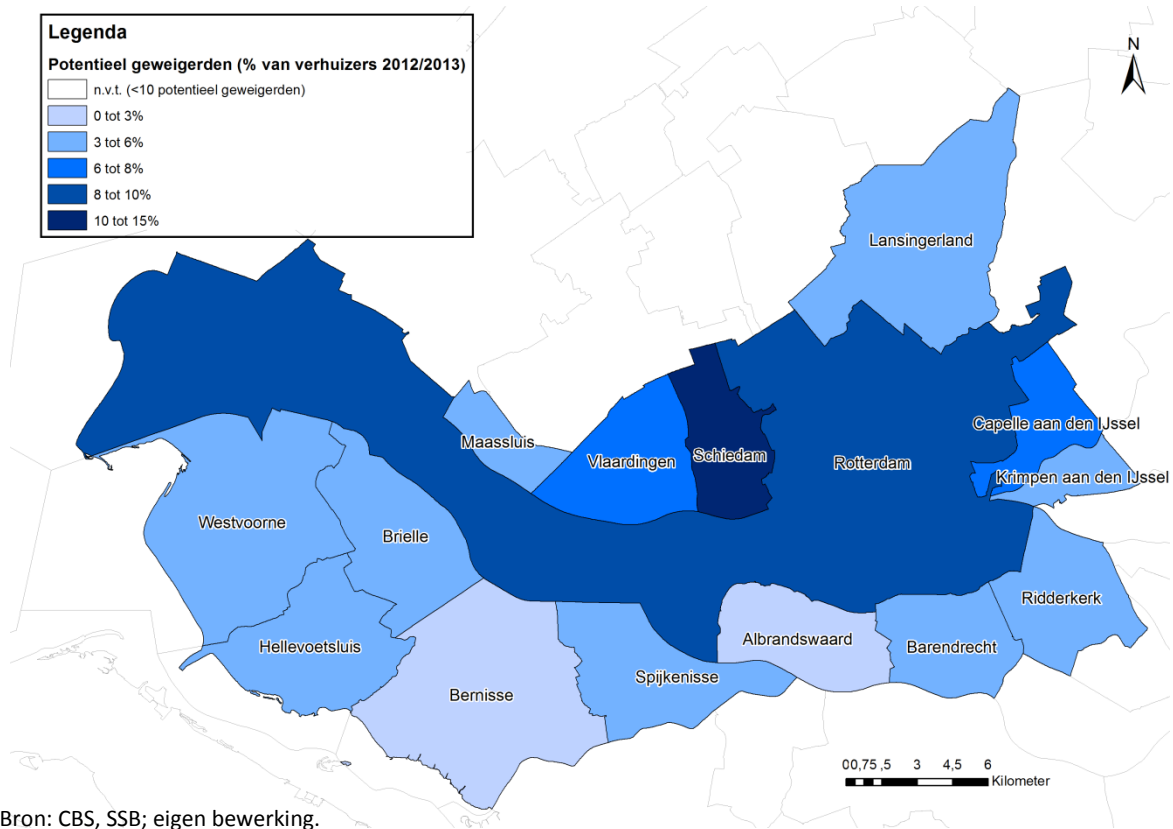 Legenda
Potentieel geweigerden (% van verhuizers 2012/2013)
n.v.t. (<10 potentieel geweigerden)
0 tot 3%
3 tot 6%
6 tot 8%
8 tot 10%
10 tot 15%
N
Lansingerland
Capelle aan den IJssel
Maassluis
Vlaardingen
Schiedam
Rotterdam
Krimpen aan den IJssel
Westvoorne
Brielle
Ridderkerk
Hellevoetsluis
Albrandswaard
Barendrecht
Spijkenisse
Bernisse
00,75,5 3 4,5 6
Kilometer
Bron: CBS, SSB; eigen bewerking.